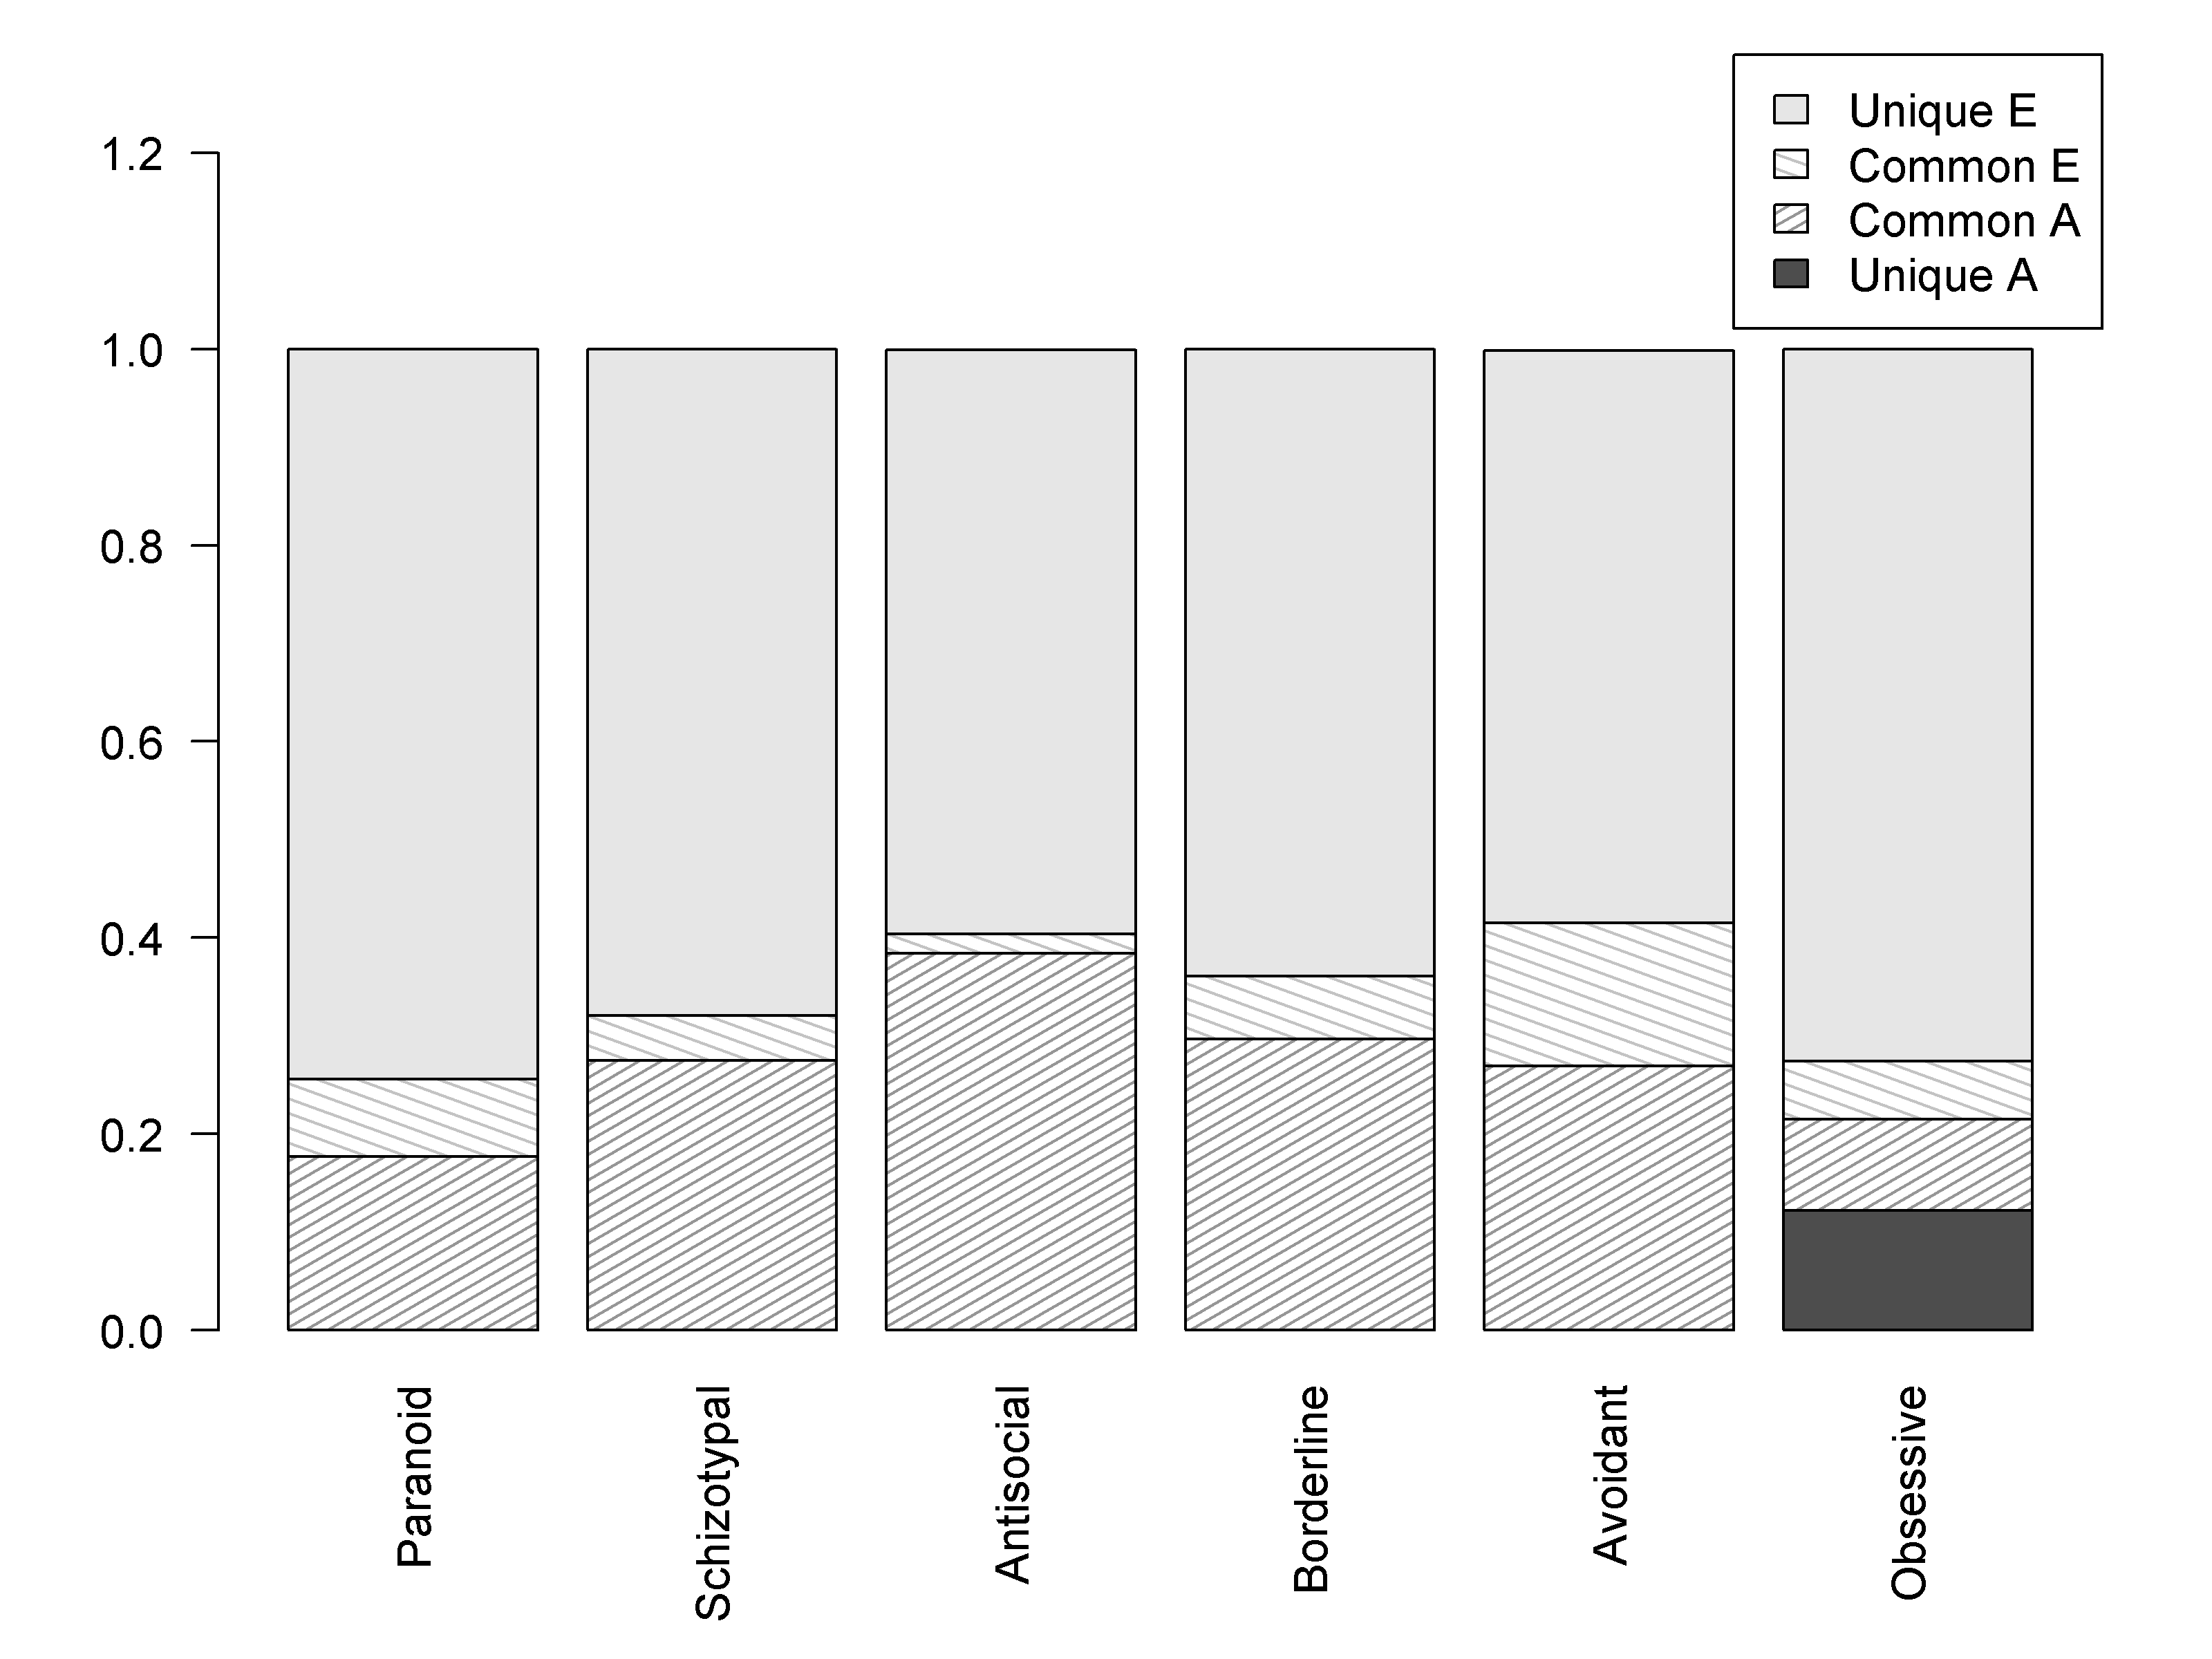 Unique E
Common E
Common A
Unique A
1.2
1.0
0.8
0.6
0.4
0.2
0.0
Paranoid
Schizotypal
Antisocial
Borderline
Avoidant
Obsessive